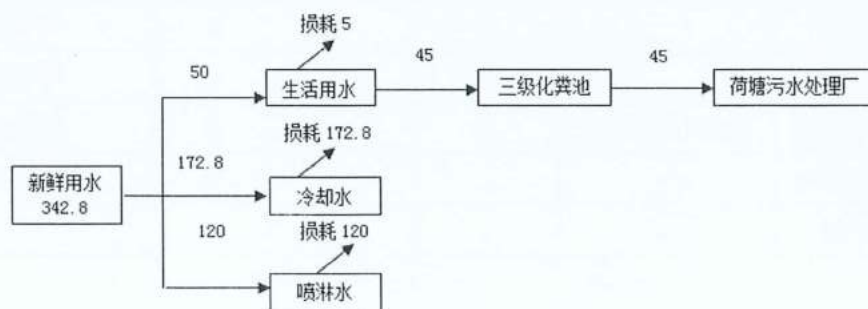 损耗 5
50
45
45
生活用水
三级化粪池
荷塘污水处理厂
损耗 172.8
172.8
新鲜用水
342.8
冷却水
损耗 120
120
喷淋水